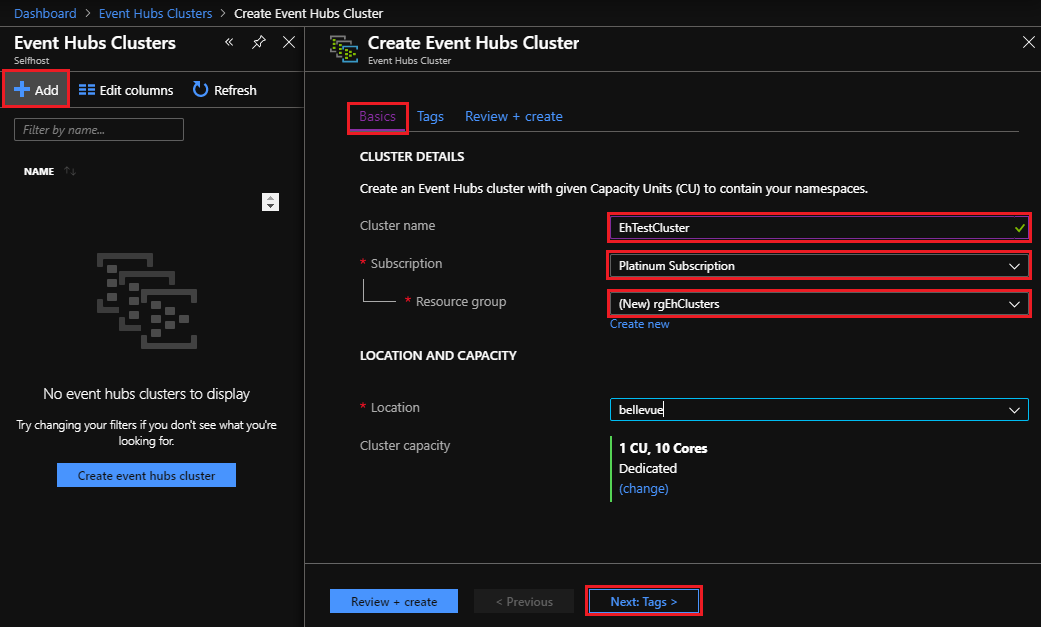 Dashboard > Event Hubs Clusters > Create Event Hubs Cluster
Event Hubs Clusters
Selfhost
Add
Edit columns
Refresh
Filter by name...
NAME
No event hubs clusters to display
Try changing your filters if you don't see what you're
looking for.
Create event hubs cluster
Create Event Hubs Cluster
Event Hubs Cluster
Basics
Tags
Review + create
CLUSTER DETAILS
Create an Event Hubs cluster with given Capacity Units (CU) to contain your namespaces.
Cluster name
EhTestCluster
* Subscription
Platinum Subscription
* Resource group
(New) rgEhClusters
Create new
LOCATION AND CAPACITY
* Location
bellevue
Cluster capacity
1 CU, 10 Cores
Dedicated
(change)
Review + create
< Previous
Next: Tags >